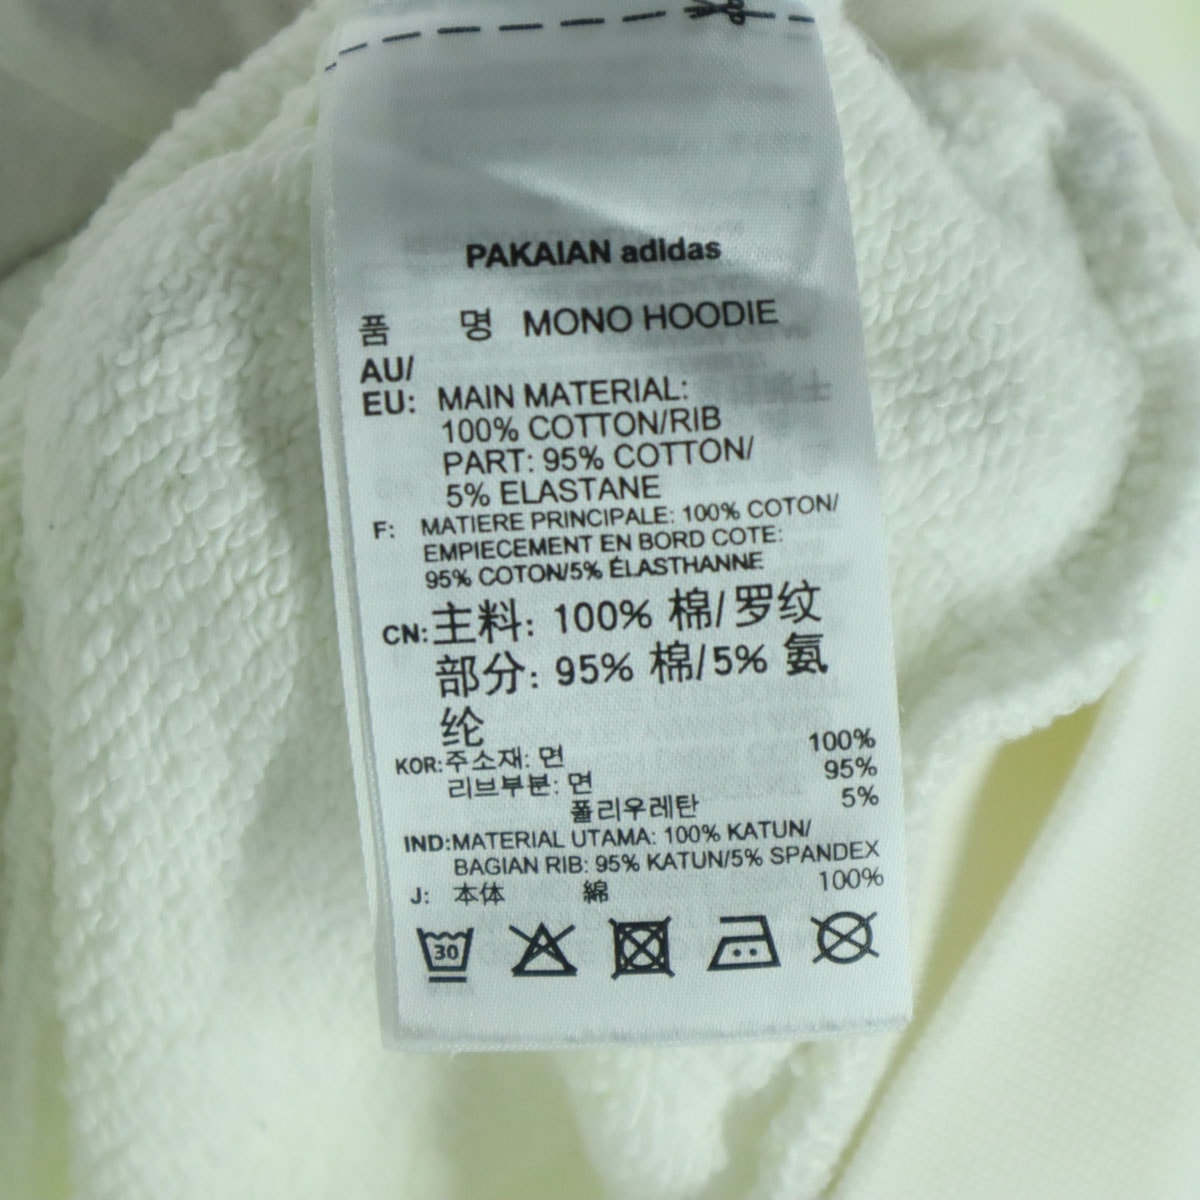 PAKAIAN adidas
품 명 MONO HOODIE
AU/
EU: MAIN MATERIAL:
100% COTTON/RIB
PART: 95% COTTON/
5% ELASTANE
F: MATIERE PRINCIPALE: 100% COTON/
EMPIECEMENT EN BORD COTE:
95% COTON/5% ÉLASTHANNE
CN: 主料: 100% 棉/罗纹
部分: 95% 棉/5% 氨
纶
KOR: 주소재: 면 100%
리브부분: 면 95%
폴리우레탄 5%
IND: MATERIAL UTAMA: 100% KATUN/
BAGIAN RIB: 95% KATUN/5% SPANDEX
J: 本体 綿 100%
30